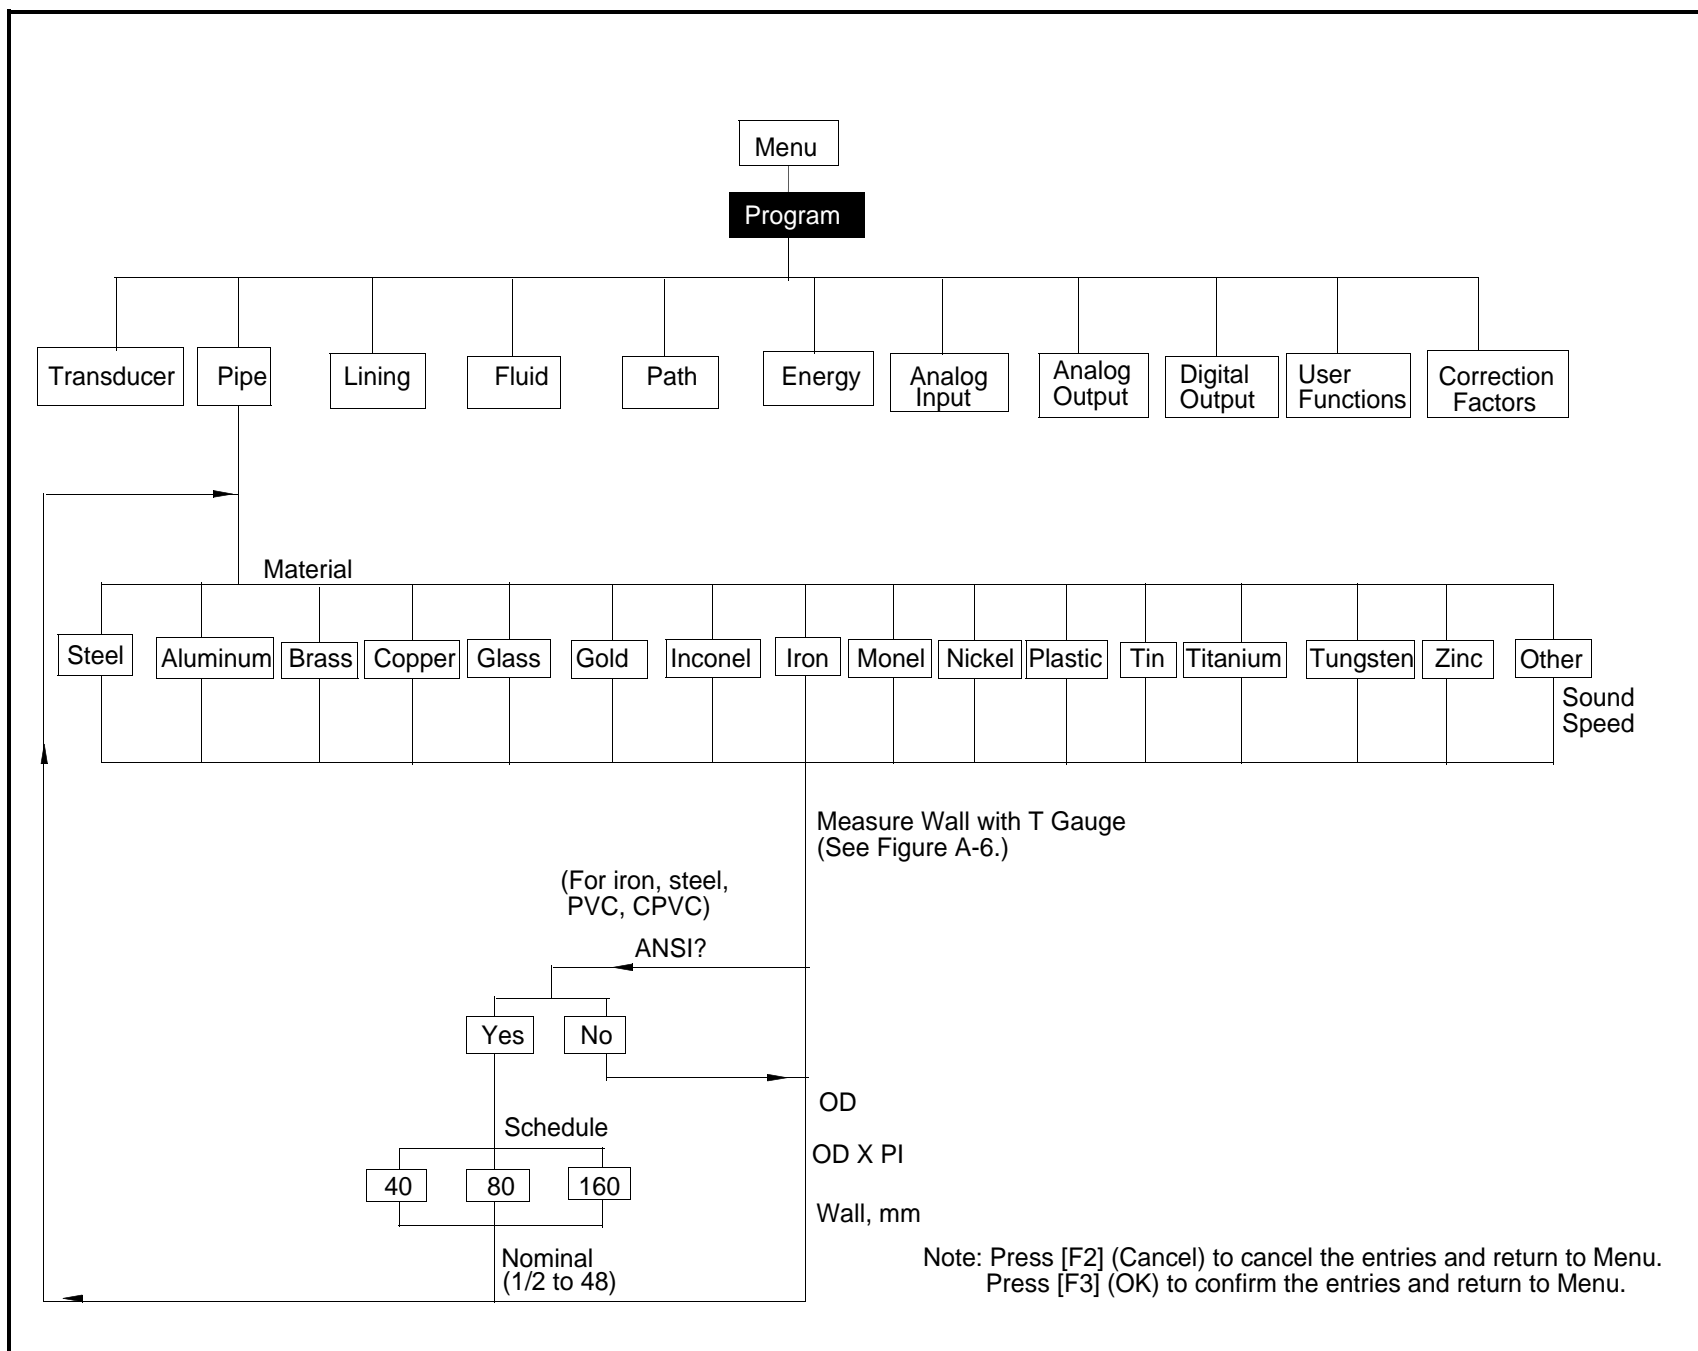 Menu
Program
Transducer
Pipe
Lining
Fluid
Path
Energy
Analog
Input
Analog
Output
Digital
Output
User
Functions
Correction
Factors
Material
Steel
Aluminum
Brass
Copper
Glass
Gold
Inconel
Iron
Monel
Nickel
Plastic
Tin
Titanium
Tungsten
Zinc
Other
Sound
Speed
Measure Wall with T Gauge
(See Figure A-6.)
(For iron, steel,
PVC, CPVC)
ANSI?
Yes
No
OD
Schedule
OD X PI
40
80
160
Wall, mm
Nominal
(1/2 to 48)
Note: Press [F2] (Cancel) to cancel the entries and return to Menu.
Press [F3] (OK) to confirm the entries and return to Menu.